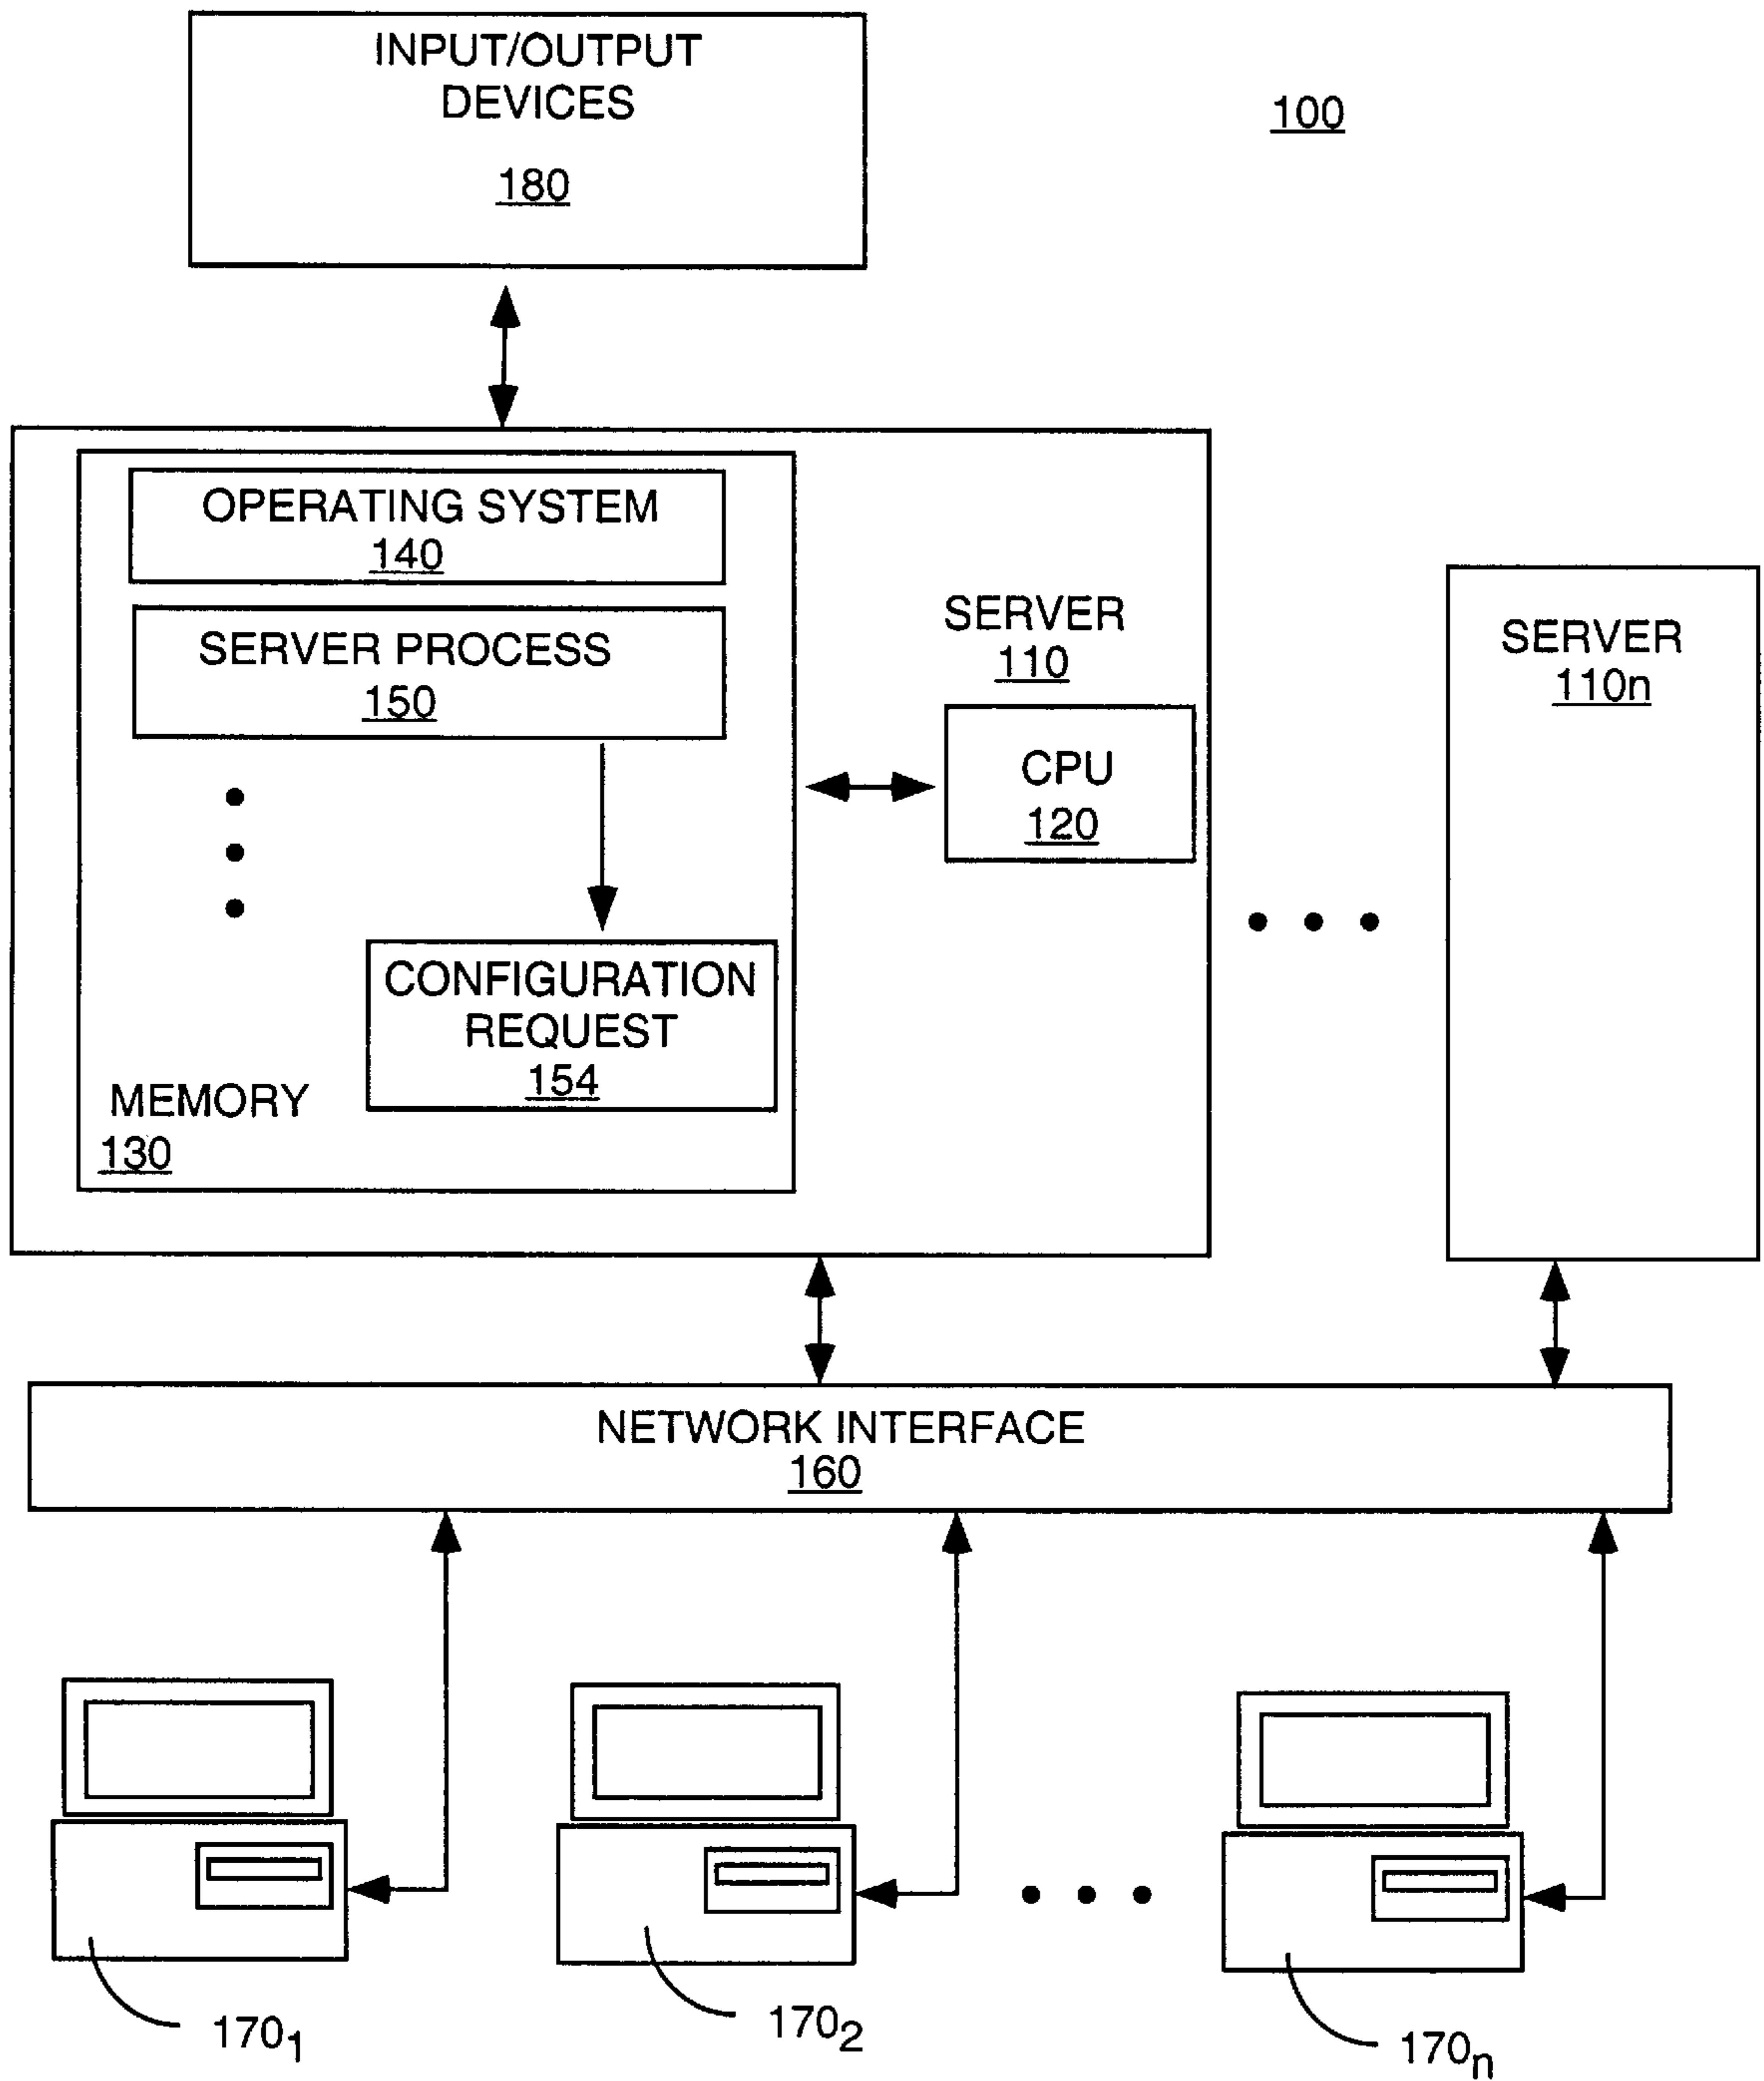 INPUT/OUTPUT
DEVICES
180
100
OPERATING SYSTEM
140
SERVER PROCESS
150
SERVER
110
CPU
120
SERVER
110n
CONFIGURATION
REQUEST
154
MEMORY
130
NETWORK INTERFACE
160
170₁
170₂
170ₙ